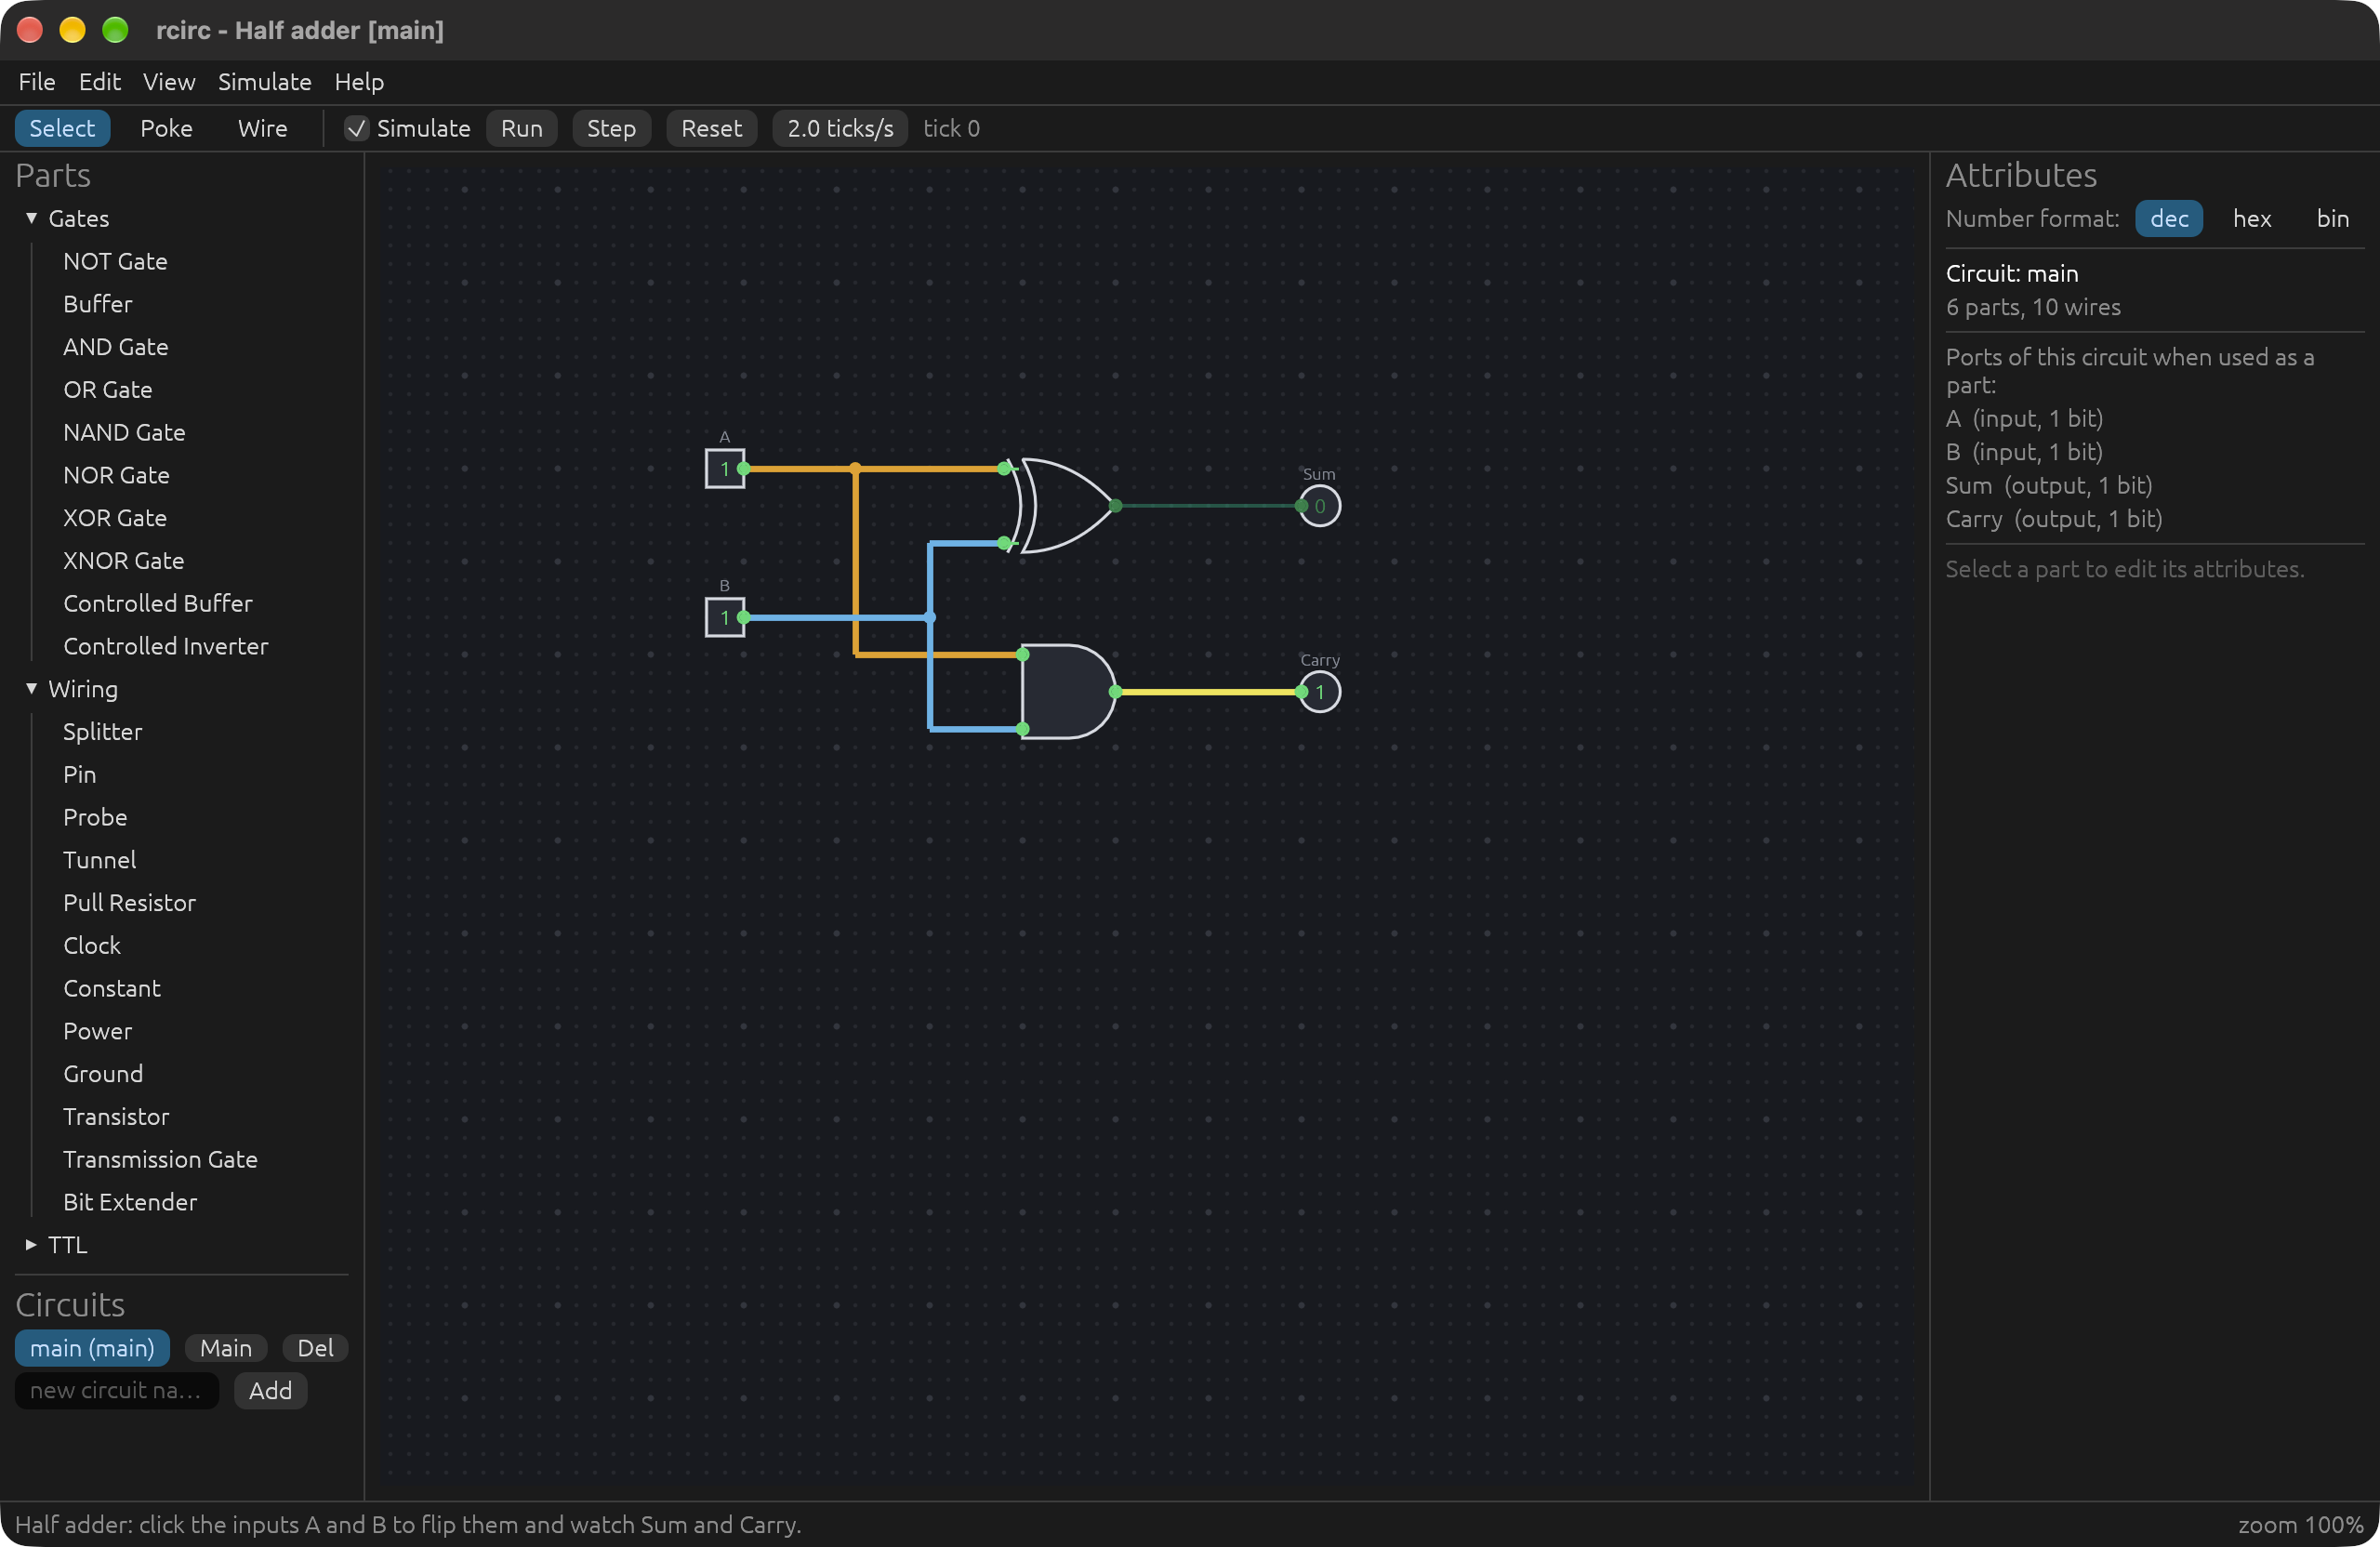 rcirc - Half adder [main]
File Edit View Simulate Help
Select Poke Wire Simulate Run Step Reset 2.0 ticks/s tick 0
Parts
Gates
NOT Gate
Buffer
AND Gate
OR Gate
NAND Gate
NOR Gate
XOR Gate
XNOR Gate
Controlled Buffer
Controlled Inverter
Wiring
Splitter
Pin
Probe
Tunnel
Pull Resistor
Clock
Constant
Power
Ground
Transistor
Transmission Gate
Bit Extender
TTL
Circuits
main (main) Main Del
new circuit na... Add
A
1
Sum
0
B
1
Carry
1
Attributes
Number format: dec hex bin
Circuit: main
6 parts, 10 wires
Ports of this circuit when used as a
part:
A (input, 1 bit)
B (input, 1 bit)
Sum (output, 1 bit)
Carry (output, 1 bit)
Select a part to edit its attributes.
Half adder: click the inputs A and B to flip them and watch Sum and Carry.
zoom 100%